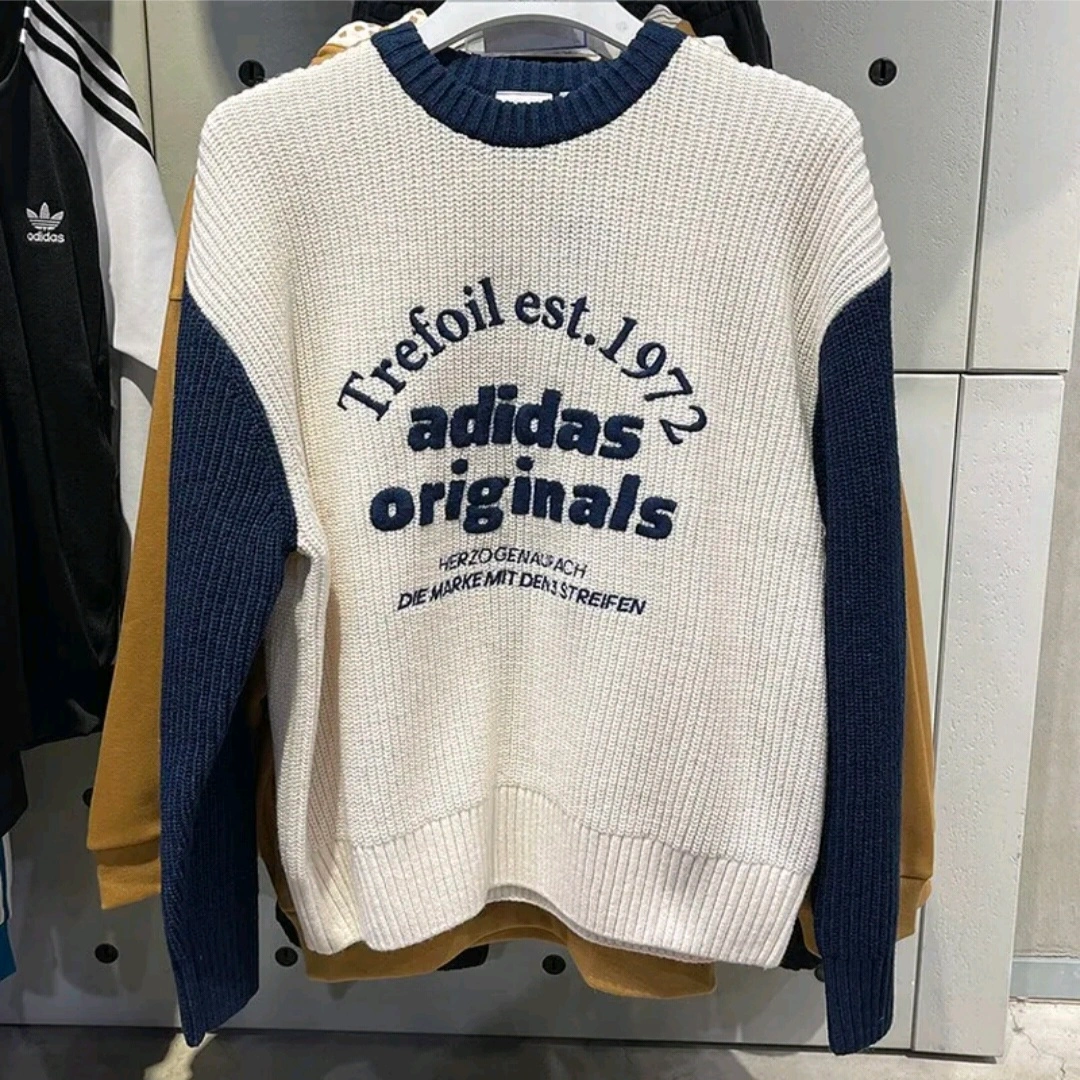 Trefoil est. 1972
adidas
originals
HERZOGENAURACH
DIE MARKE MIT DEN 3 STREIFEN
adidas